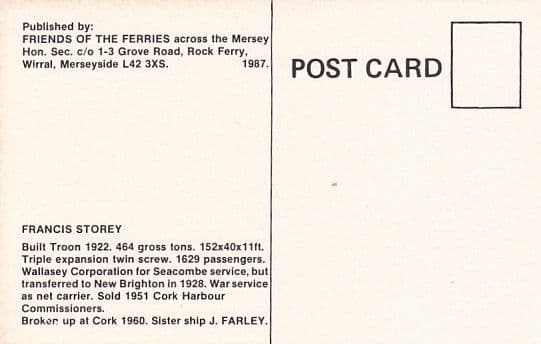 Published by:
FRIENDS OF THE FERRIES across the Mersey
Hon. Sec. c/o 1-3 Grove Road, Rock Ferry,
Wirral, Merseyside L42 3XS. 1987.
POST CARD
FRANCIS STOREY
Built Troon 1922. 464 gross tons. 152x40x11ft.
Triple expansion twin screw. 1629 passengers.
Wallasey Corporation for Seacombe service, but
transferred to New Brighton in 1928. War service
as net carrier. Sold 1951 Cork Harbour
Commissioners.
Broken up at Cork 1960. Sister ship J. FARLEY.